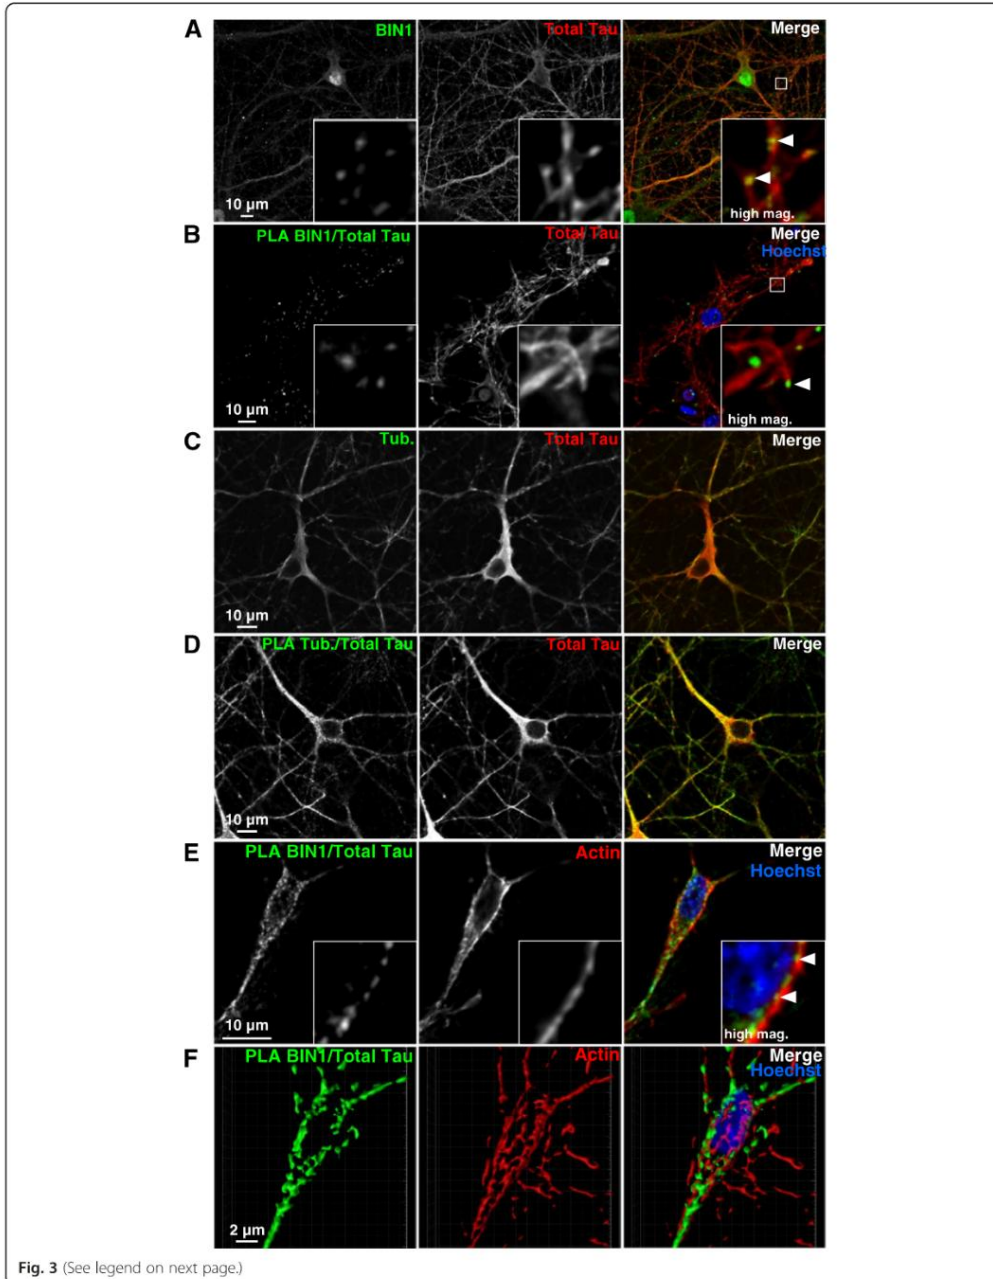 A
BIN1
Total Tau
Merge
10 μm
high mag.
B
PLA BIN1/Total Tau
Total Tau
Merge
Hoechst
10 μm
high mag.
C
Tub.
Total Tau
Merge
10 μm
D
PLA Tub./Total Tau
Total Tau
Merge
10 μm
E
PLA BIN1/Total Tau
Actin
Merge
Hoechst
10 μm
high mag.
F
PLA BIN1/Total Tau
Actin
Merge
Hoechst
2 μm
Fig. 3 (See legend on next page.)